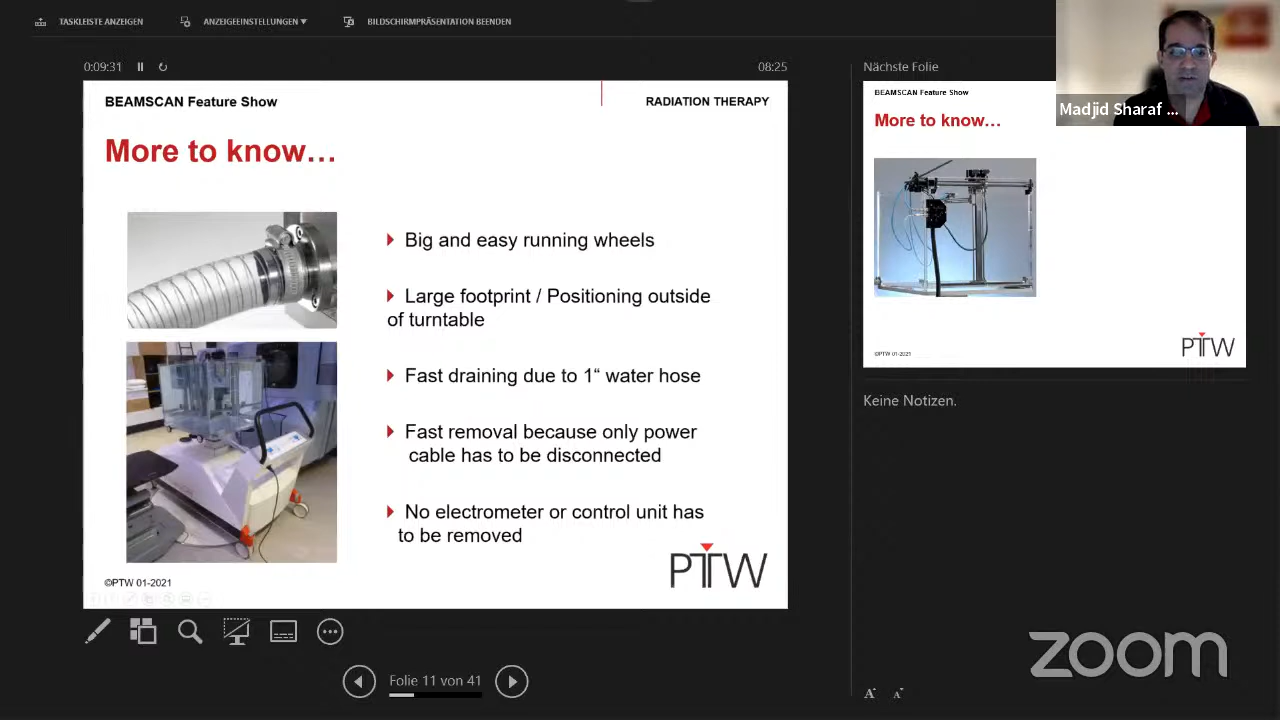 TASKLEISTE ANZEIGEN
ANZEIGEEINSTELLUNGEN ▼
BILDSCHIRMPRÄSENTATION BEENDEN
0:09:31
08:25
BEAMSCAN Feature Show
RADIATION THERAPY
More to know…
Big and easy running wheels
Large footprint / Positioning outside
of turntable
Fast draining due to 1“ water hose
Fast removal because only power
cable has to be disconnected
No electrometer or control unit has
to be removed
PTW
©PTW 01-2021
Folie 11 von 41
Nächste Folie
BEAMSCAN Feature Show
More to know…
PTW
©PTW 01-2021
Keine Notizen.
A A
Madjid Sharaf ...
zoom